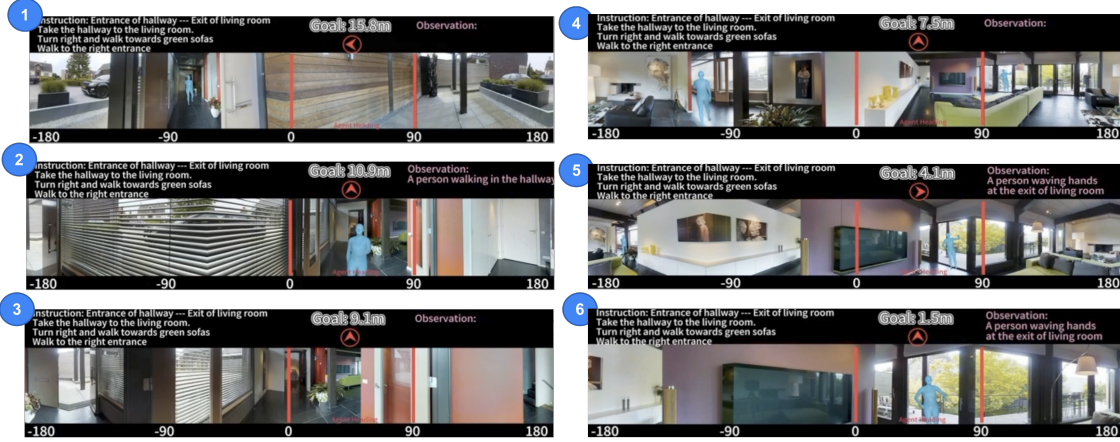 1
Instruction: Entrance of hallway --- Exit of living room
Take the hallway to the living room.
Turn right and walk towards green sofas
Walk to the right entrance
Goal: 15.8m
Observation:
Agent Heading
-180 -90 0 90 180
2
Instruction: Entrance of hallway --- Exit of living room
Take the hallway to the living room.
Turn right and walk towards green sofas
Walk to the right entrance
Goal: 10.9m
Observation:
A person walking in the hallway
Agent Heading
-180 -90 0 90 180
3
Instruction: Entrance of hallway --- Exit of living room
Take the hallway to the living room.
Turn right and walk towards green sofas
Walk to the right entrance
Goal: 9.1m
Observation:
Agent Heading
-180 -90 0 90 180
4
Instruction: Entrance of hallway --- Exit of living room
Take the hallway to the living room.
Turn right and walk towards green sofas
Walk to the right entrance
Goal: 7.5m
Observation:
Agent Heading
-180 -90 0 90 180
5
Instruction: Entrance of hallway --- Exit of living room
Take the hallway to the living room.
Turn right and walk towards green sofas
Walk to the right entrance
Goal: 4.1m
Observation:
A person waving hands
at the exit of living room
Agent Heading
-180 -90 0 90 180
6
Instruction: Entrance of hallway --- Exit of living room
Take the hallway to the living room.
Turn right and walk towards green sofas
Walk to the right entrance
Goal: 1.5m
Observation:
A person waving hands
at the exit of living room
Agent Heading
-180 -90 0 90 180